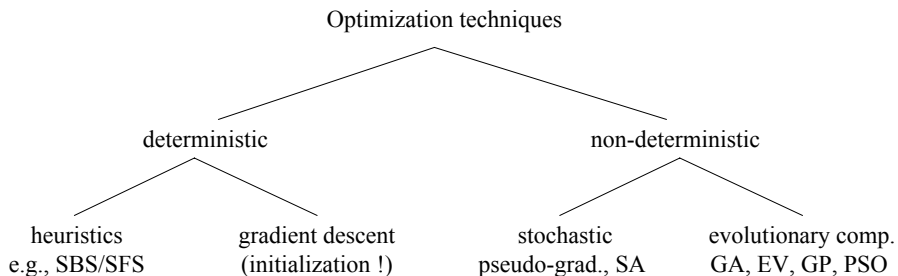 Optimization techniques
deterministic
non-deterministic
heuristics
e.g., SBS/SFS
gradient descent
(initialization !)
stochastic
pseudo-grad., SA
evolutionary comp.
GA, EV, GP, PSO